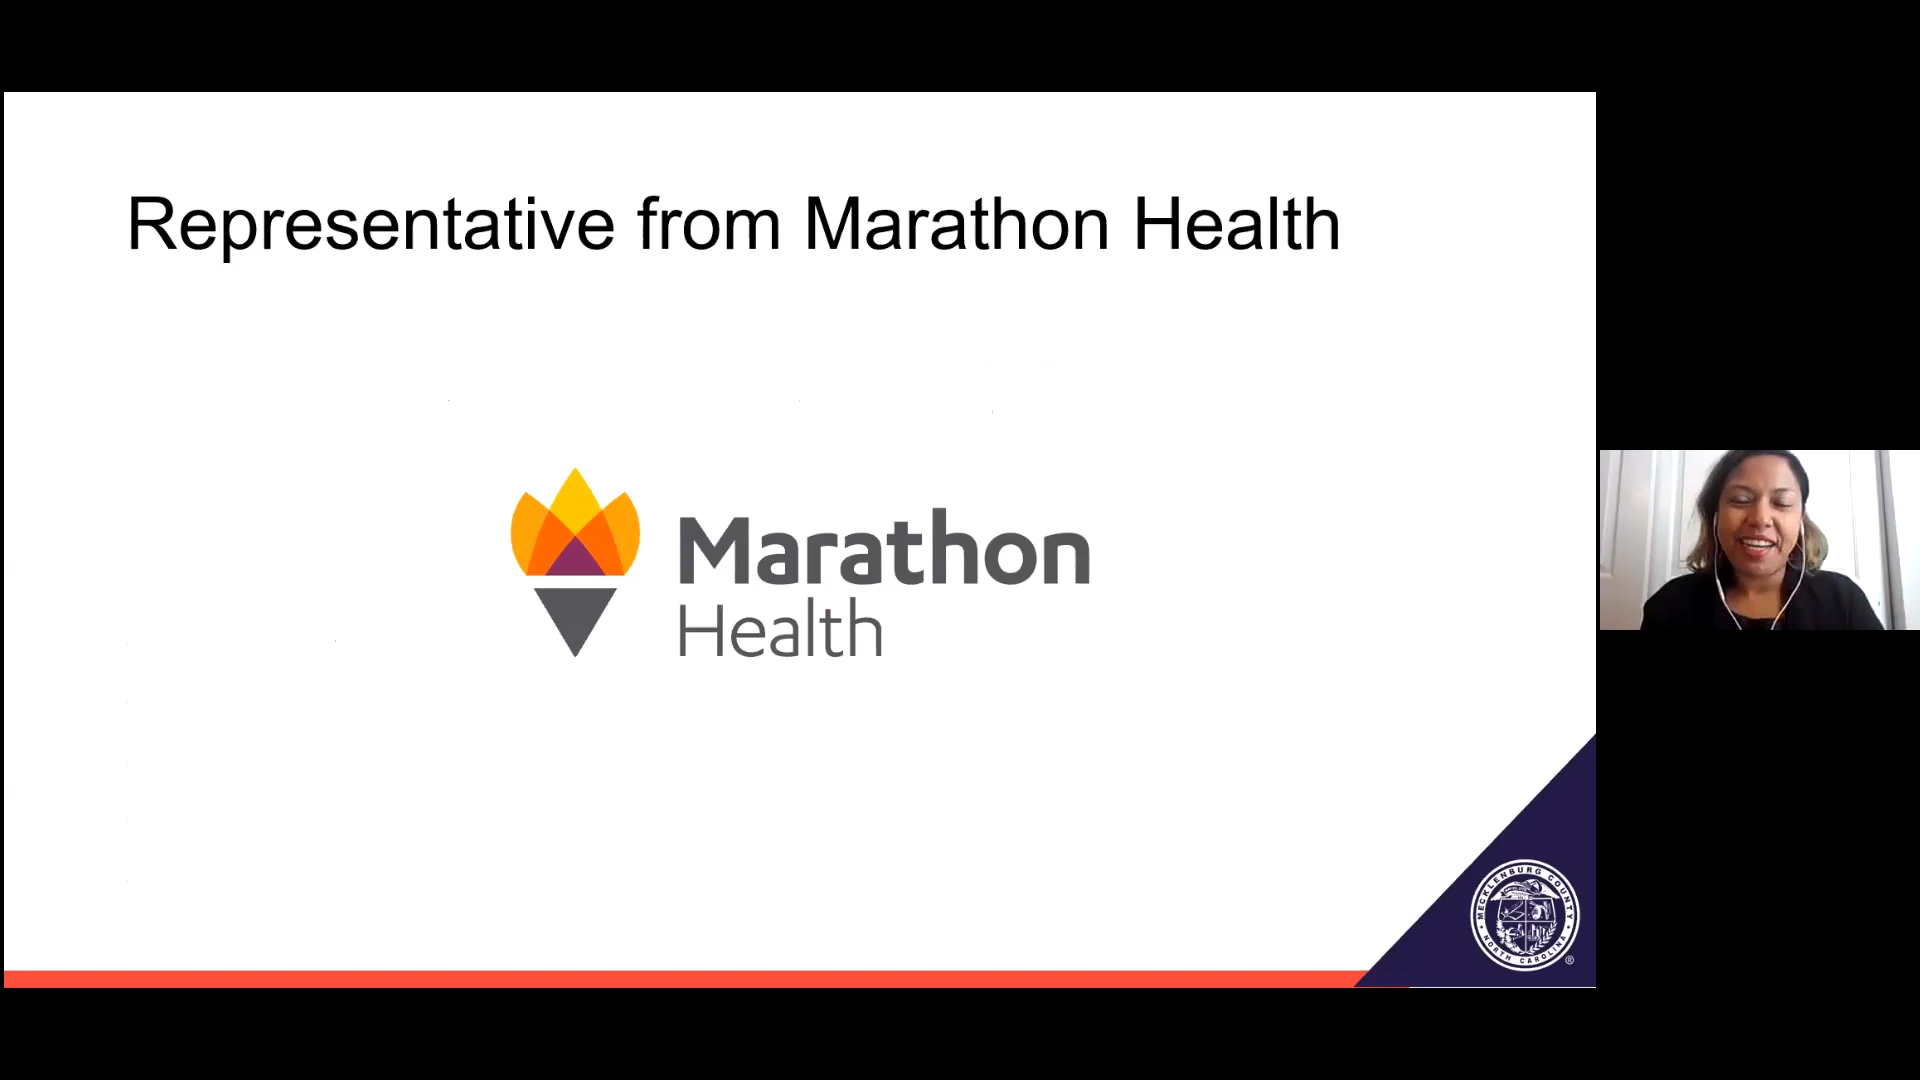 Representative from Marathon Health
Marathon
Health
MECKLENBURG COUNTY
NORTH CAROLINA
®